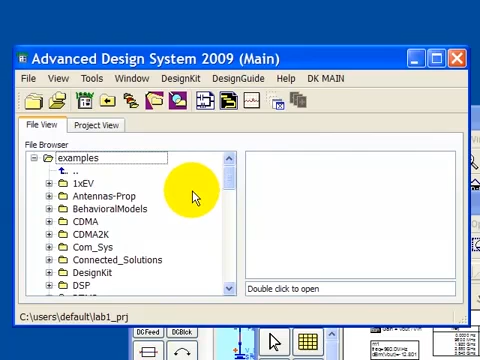 Advanced Design System 2009 (Main)
File View Tools Window DesignKit DesignGuide Help DK MAIN
File View Project View
File Browser
examples
..
1xEV
Antennas-Prop
BehavioralModels
CDMA
CDMA2K
Com_Sys
Connected_Solutions
DesignKit
DSP
Double click to open
C:\users\default\lab1_prj
DCFeed DCBlck